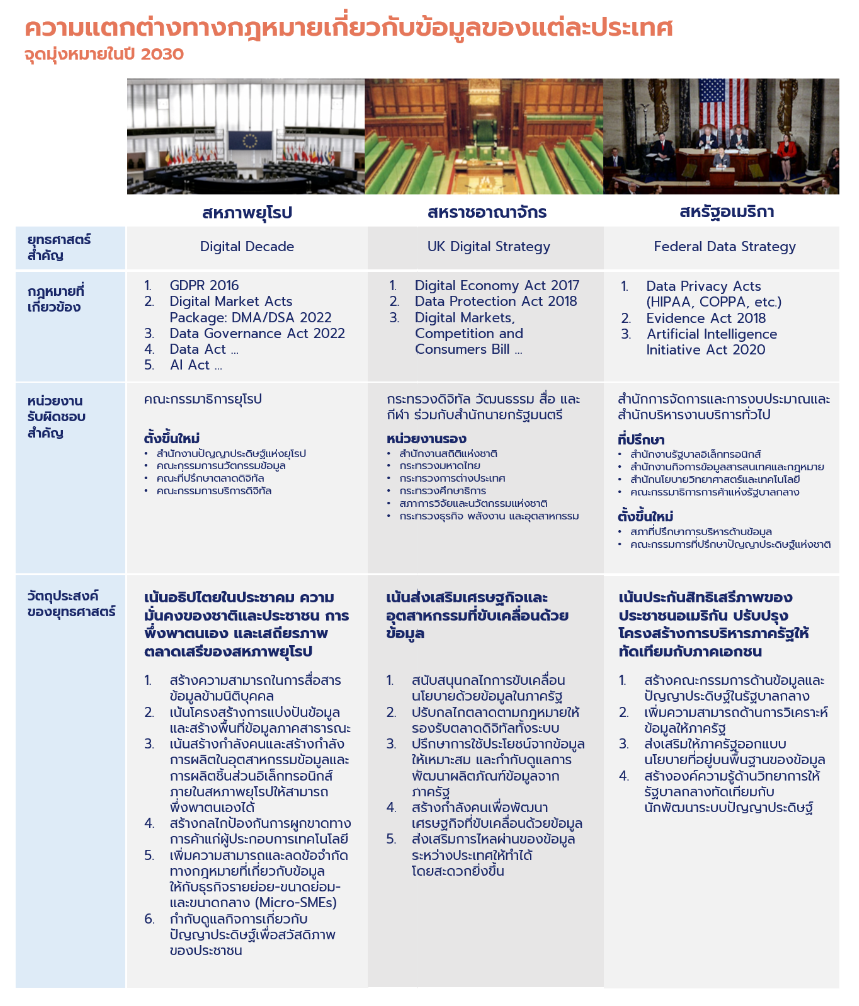 ความแตกต่างทางกฎหมายเกี่ยวกับข้อมูลของแต่ละประเทศ
จุดมุ่งหมายในปี 2030
สหภาพยุโรป
สหราชอาณาจักร
สหรัฐอเมริกา
ยุทธศาสตร์
สำคัญ
Digital Decade
UK Digital Strategy
Federal Data Strategy
กฎหมายที่
เกี่ยวข้อง
1. GDPR 2016
2. Digital Market Acts
Package: DMA/DSA 2022
3. Data Governance Act 2022
4. Data Act ...
5. AI Act ...
1. Digital Economy Act 2017
2. Data Protection Act 2018
3. Digital Markets,
Competition and
Consumers Bill ...
1. Data Privacy Acts
(HIPAA, COPPA, etc.)
2. Evidence Act 2018
3. Artificial Intelligence
Initiative Act 2020
หน่วยงาน
รับผิดชอบ
สำคัญ
คณะกรรมาธิการยุโรป
ตั้งขึ้นใหม่
• สำนักงานปัญญาประดิษฐ์แห่งยุโรป
• คณะกรรมการนวัตกรรมข้อมูล
• คณะที่ปรึกษาตลาดดิจิทัล
• คณะกรรมการบริการดิจิทัล
กระทรวงดิจิทัล วัฒนธรรม สื่อ และ
กีฬา ร่วมกับสำนักนายกรัฐมนตรี
หน่วยงานรอง
• สำนักงานสถิติแห่งชาติ
• กระทรวงมหาดไทย
• กระทรวงการต่างประเทศ
• กระทรวงศึกษาธิการ
• สภาการวิจัยและนวัตกรรมแห่งชาติ
• กระทรวงธุรกิจ พลังงาน และอุตสาหกรรม
สำนักการจัดการและการงบประมาณและ
สำนักบริหารงานบริการทั่วไป
ที่ปรึกษา
• สำนักงานรัฐบาลอิเล็กทรอนิกส์
• สำนักงานกิจการข้อมูลสารสนเทศและกฎหมาย
• สำนักนโยบายวิทยาศาสตร์และเทคโนโลยี
• คณะกรรมาธิการการค้าแห่งรัฐบาลกลาง
ตั้งขึ้นใหม่
• สภาที่ปรึกษาการบริหารด้านข้อมูล
• คณะกรรมการที่ปรึกษาปัญญาประดิษฐ์แห่งชาติ
วัตถุประสงค์
ของยุทธศาสตร์
เน้นอธิปไตยในประชาคม ความ
มั่นคงของชาติและประชาชน การ
พึ่งพาตนเอง และเสถียรภาพ
ตลาดเสรีของสหภาพยุโรป
1. สร้างความสามารถในการสื่อสาร
ข้อมูลข้ามนิติบุคคล
2. เน้นโครงสร้างการแบ่งปันข้อมูล
และสร้างพื้นที่ข้อมูลภาคสาธารณะ
3. เน้นสร้างกำลังคนและสร้างกำลัง
การผลิตในอุตสาหกรรมข้อมูลและ
การผลิตชิ้นส่วนอิเล็กทรอนิกส์
ภายในสหภาพยุโรปให้สามารถ
พึ่งพาตนเองได้
4. สร้างกลไกป้องกันการผูกขาดทาง
การค้าแก่ผู้ประกอบการเทคโนโลยี
5. เพิ่มความสามารถและลดข้อจำกัด
ทางกฎหมายที่เกี่ยวกับข้อมูล
ให้กับธุรกิจรายย่อย-ขนาดย่อม-
และขนาดกลาง (Micro-SMEs)
6. กำกับดูแลกิจการเกี่ยวกับ
ปัญญาประดิษฐ์เพื่อสวัสดิภาพ
ของประชาชน
เน้นส่งเสริมเศรษฐกิจและ
อุตสาหกรรมที่ขับเคลื่อนด้วย
ข้อมูล
1. สนับสนุนกลไกการขับเคลื่อน
นโยบายด้วยข้อมูลในภาครัฐ
2. ปรับกลไกตลาดตามกฎหมายให้
รองรับตลาดดิจิทัลทั้งระบบ
3. ปรึกษาการใช้ประโยชน์จากข้อมูล
ให้เหมาะสม และกำกับดูแลการ
พัฒนาผลิตภัณฑ์ข้อมูลจาก
ภาครัฐ
4. สร้างกำลังคนเพื่อพัฒนา
เศรษฐกิจที่ขับเคลื่อนด้วยข้อมูล
5. ส่งเสริมการไหลผ่านของข้อมูล
ระหว่างประเทศให้ทำได้
โดยสะดวกยิ่งขึ้น
เน้นประกันสิทธิเสรีภาพของ
ประชาชนอเมริกัน ปรับปรุง
โครงสร้างการบริหารภาครัฐให้
ทัดเทียมกับภาคเอกชน
1. สร้างคณะกรรมการด้านข้อมูลและ
ปัญญาประดิษฐ์ในรัฐบาลกลาง
2. เพิ่มความสามารถด้านการวิเคราะห์
ข้อมูลให้ภาครัฐ
3. ส่งเสริมให้ภาครัฐออกแบบ
นโยบายที่อยู่บนพื้นฐานของข้อมูล
4. สร้างองค์ความรู้ด้านวิทยาการให้
รัฐบาลกลางทัดเทียมกับ
นักพัฒนาระบบปัญญาประดิษฐ์